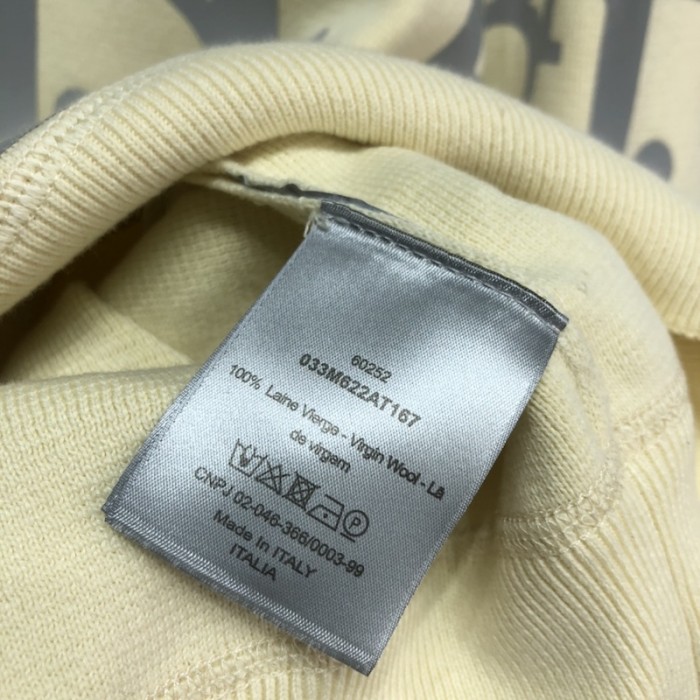 60252
033M622AT167
100% Laine Vierge - Virgin Wool - Lã
de virgem
P
CNPJ 02-046-366/0003-99
Made In ITALY
ITALIA